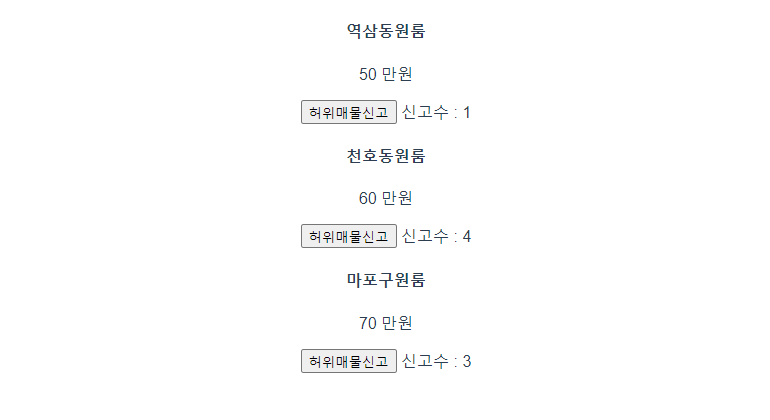 역삼동원룸
50 만원
허위매물신고 신고수 : 1
천호동원룸
60 만원
허위매물신고 신고수 : 4
마포구원룸
70 만원
허위매물신고 신고수 : 3